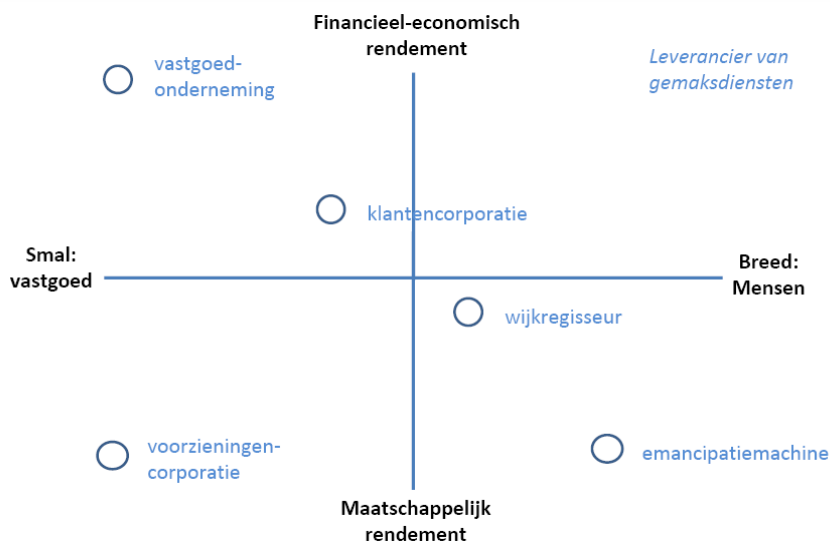 Financieel-economisch
rendement
vastgoed-
onderneming
Leverancier van
gemaksdiensten
klantencorporatie
Smal:
vastgoed
Breed:
Mensen
wijkregisseur
voorzieningen-
corporatie
emancipatiemachine
Maatschappelijk
rendement